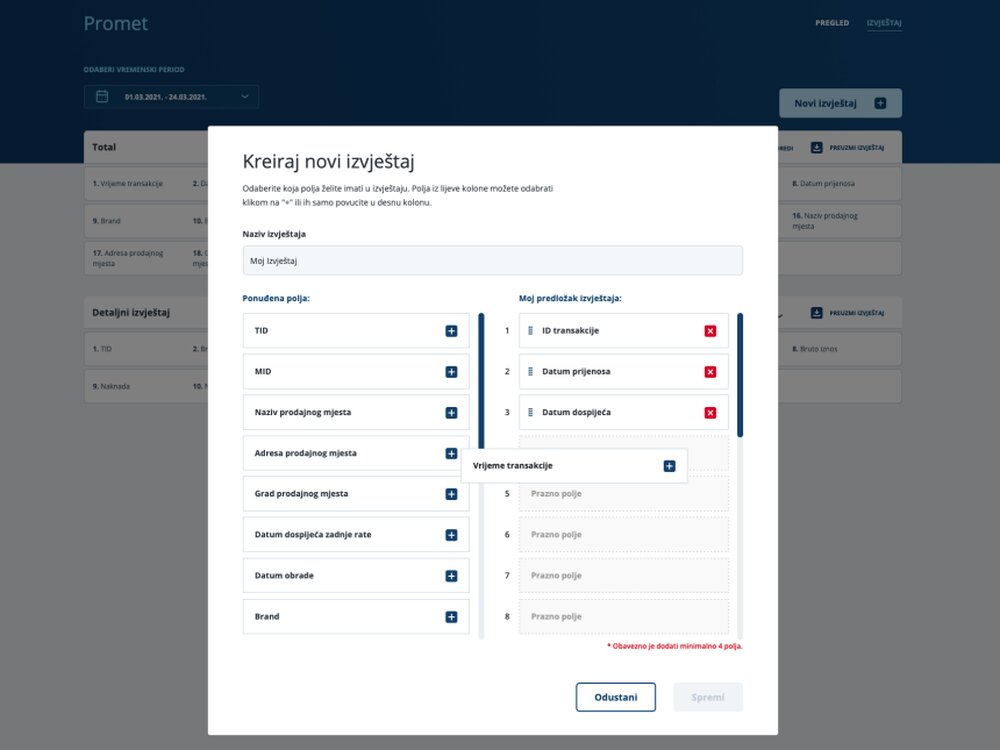 Promet
PREGLED
IZVJEŠTAJ
ODABERI VREMENSKI PERIOD
01.03.2021. - 24.03.2021.
Novi izvještaj
Total
PREUZMI IZVJEŠTAJ
1. Vrijeme transakcije
2.
8. Datum prijenosa
9. Brand
10.
16. Naziv prodajnog
mjesta
17. Adresa prodajnog
mjesta
18.
Detaljni izvještaj
PREUZMI IZVJEŠTAJ
1. TID
2.
8. Bruto iznos
9. Naknada
10.
Kreiraj novi izvještaj
Odaberite koja polja želite imati u izvještaju. Polja iz lijeve kolone možete odabrati
klikom na "+" ili ih samo povucite u desnu kolonu.
Naziv izvještaja
Moj Izvještaj
Ponuđena polja:
TID
MID
Naziv prodajnog mjesta
Adresa prodajnog mjesta
Grad prodajnog mjesta
Datum dospijeća zadnje rate
Datum obrade
Brand
Moj predložak izvještaja:
1 ID transakcije
2 Datum prijenosa
3 Datum dospijeća
Vrijeme transakcije
5 Prazno polje
6 Prazno polje
7 Prazno polje
8 Prazno polje
* Obavezno je dodati minimalno 4 polja.
Odustani
Spremi